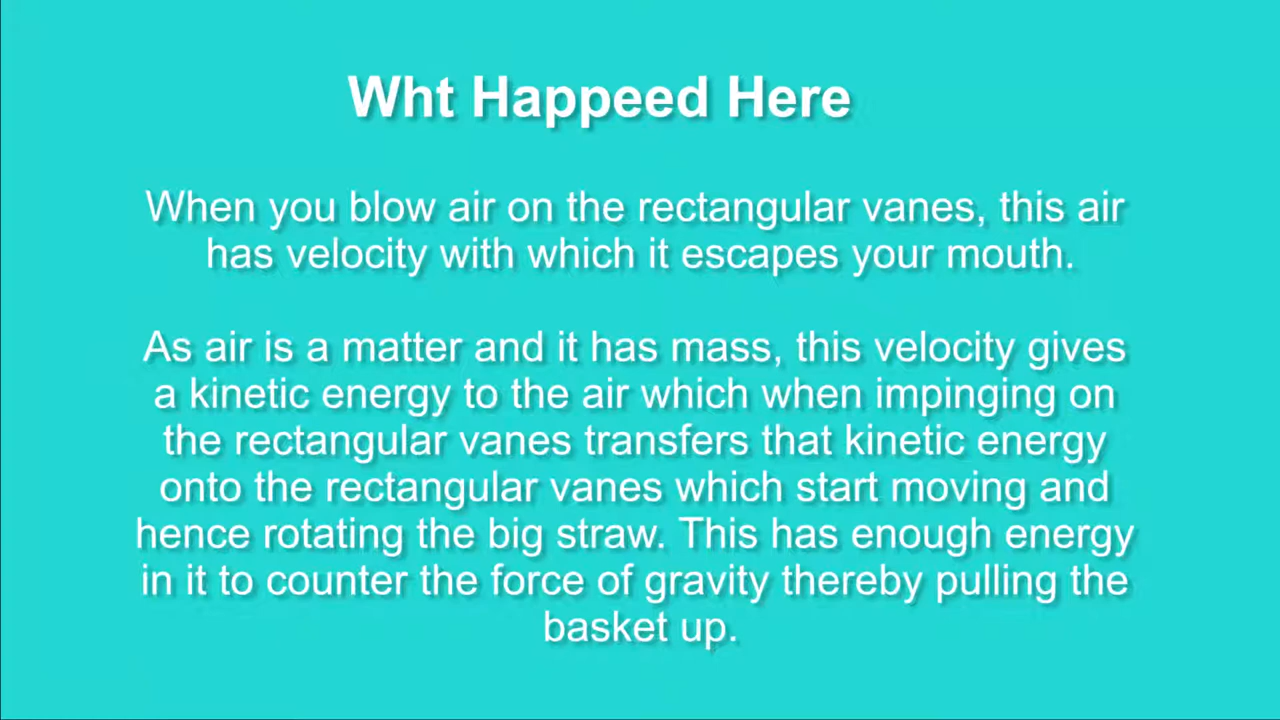 Wht Happeed Here
When you blow air on the rectangular vanes, this air
has velocity with which it escapes your mouth.
As air is a matter and it has mass, this velocity gives
a kinetic energy to the air which when impinging on
the rectangular vanes transfers that kinetic energy
onto the rectangular vanes which start moving and
hence rotating the big straw. This has enough energy
in it to counter the force of gravity thereby pulling the
basket up.